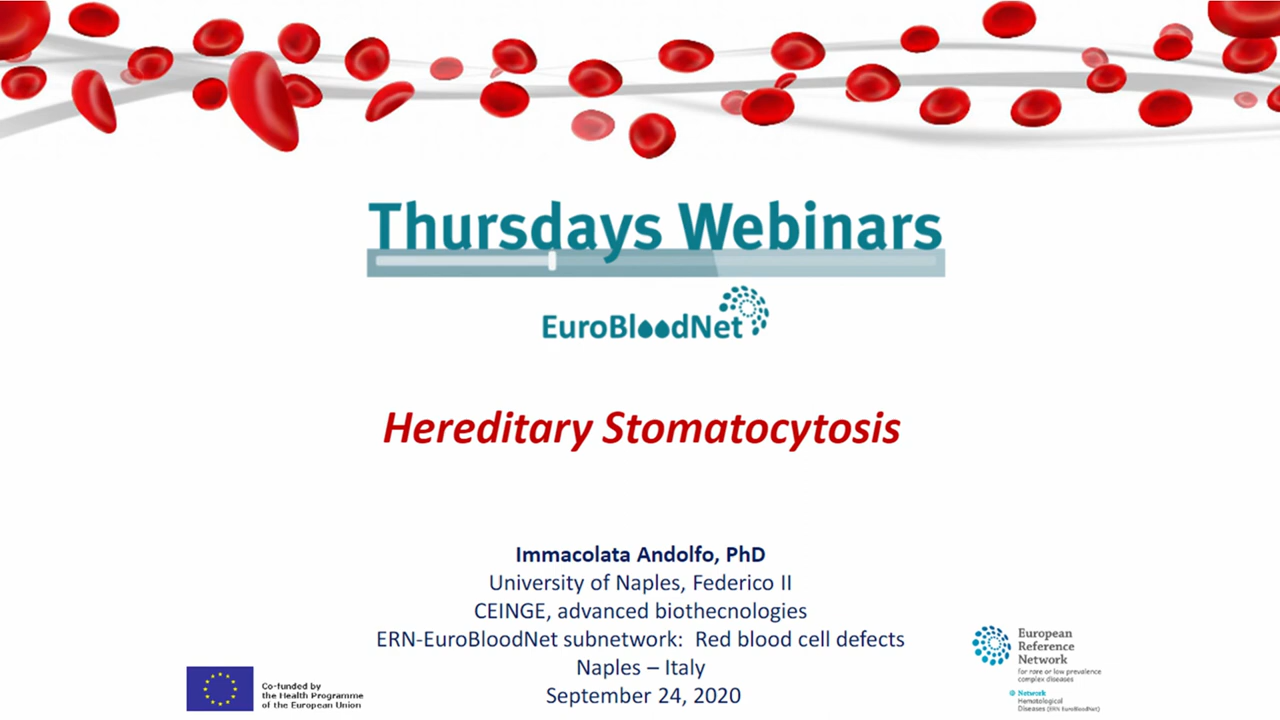 Thursdays Webinars
EuroBloodNet
Hereditary Stomatocytosis
Immacolata Andolfo, PhD
University of Naples, Federico II
CEINGE, advanced biothecnologies
ERN-EuroBloodNet subnetwork: Red blood cell defects
Naples – Italy
September 24, 2020
Co-funded by
the Health Programme
of the European Union
European
Reference
Network
for rare or low prevalence
complex diseases
Network
Hematological
Diseases (ERN EuroBloodNet)